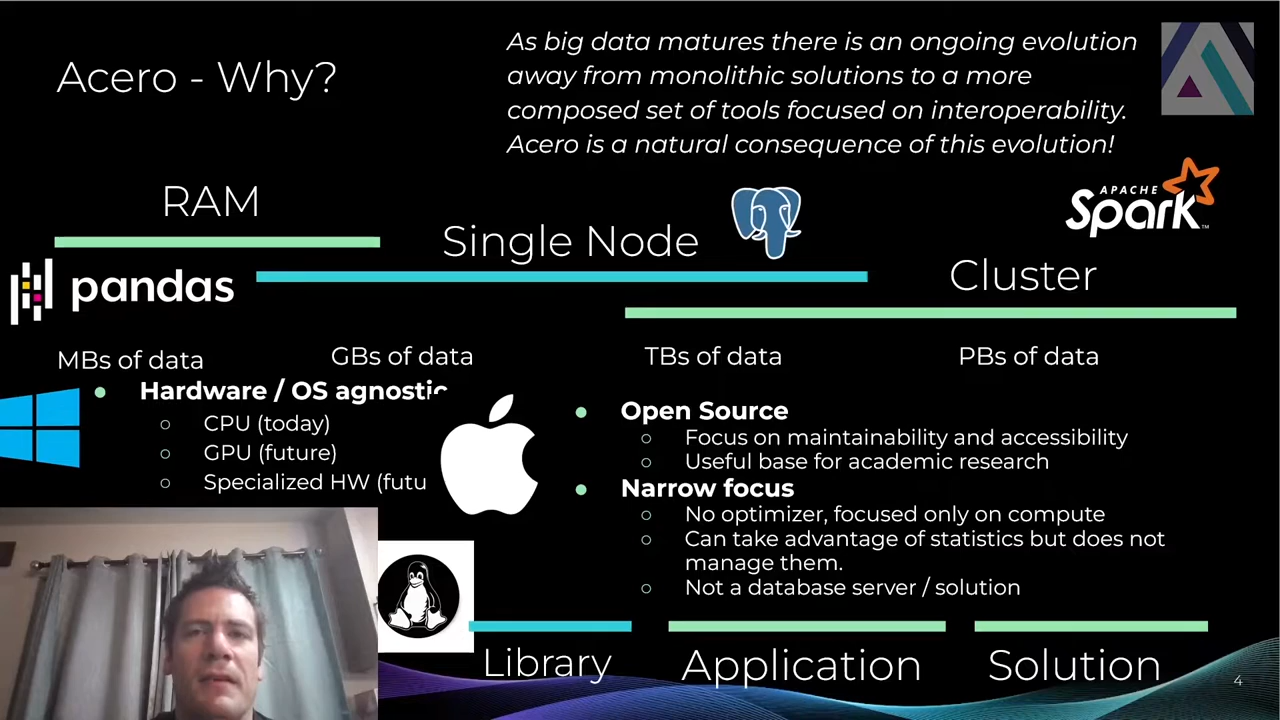 Acero - Why?
As big data matures there is an ongoing evolution
away from monolithic solutions to a more
composed set of tools focused on interoperability.
Acero is a natural consequence of this evolution!
RAM
Single Node
APACHE
Spark
TM
Cluster
pandas
MBs of data
GBs of data
TBs of data
PBs of data
• Hardware / OS agnostic
○ CPU (today)
○ GPU (future)
○ Specialized HW (futu
• Open Source
○ Focus on maintainability and accessibility
○ Useful base for academic research
• Narrow focus
○ No optimizer, focused only on compute
○ Can take advantage of statistics but does not
manage them.
○ Not a database server / solution
Library
Application
Solution
4